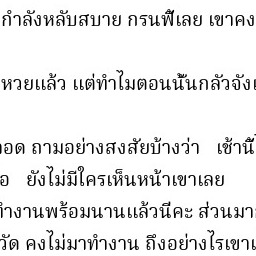 กำลังหลับสบาย กรนฟี้เลย เขาคง
หวยแล้ว แต่ทำไมตอนนั้นกลัวจัง
ถามอย่างสงสัยบ้างว่า เช้านี้
ยังไม่มีใครเห็นหน้าเขาเลย
ทำงานพร้อมนานแล้วนี่คะ ส่วนมา
คงไม่มาทำงาน ถึงอย่างไรเขา